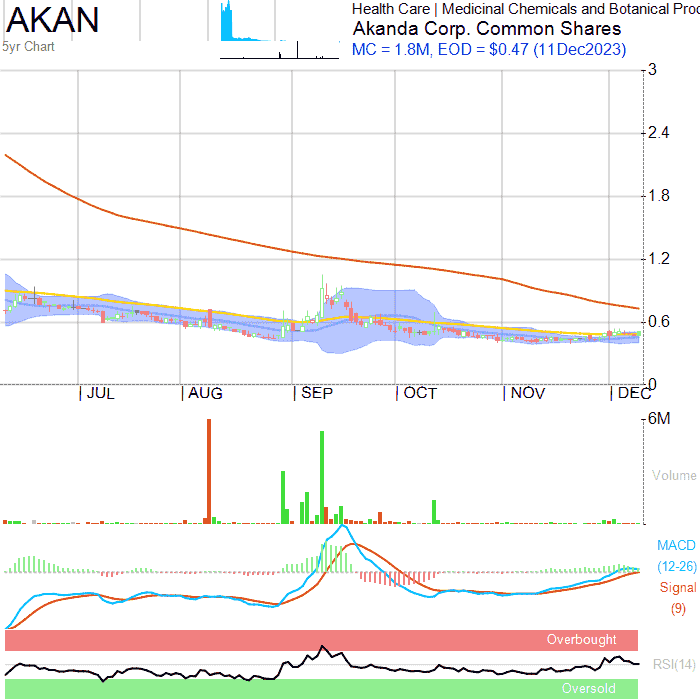 AKAN
5yr Chart
Health Care | Medicinal Chemicals and Botanical Proc
Akanda Corp. Common Shares
MC = 1.8M, EOD = $0.47 (11Dec2023)
3
2.4
1.8
1.2
0.6
0
JUL AUG SEP OCT NOV DEC
6M
Volume
MACD
(12-26)
Signal
(9)
Overbought
RSI(14)
Oversold